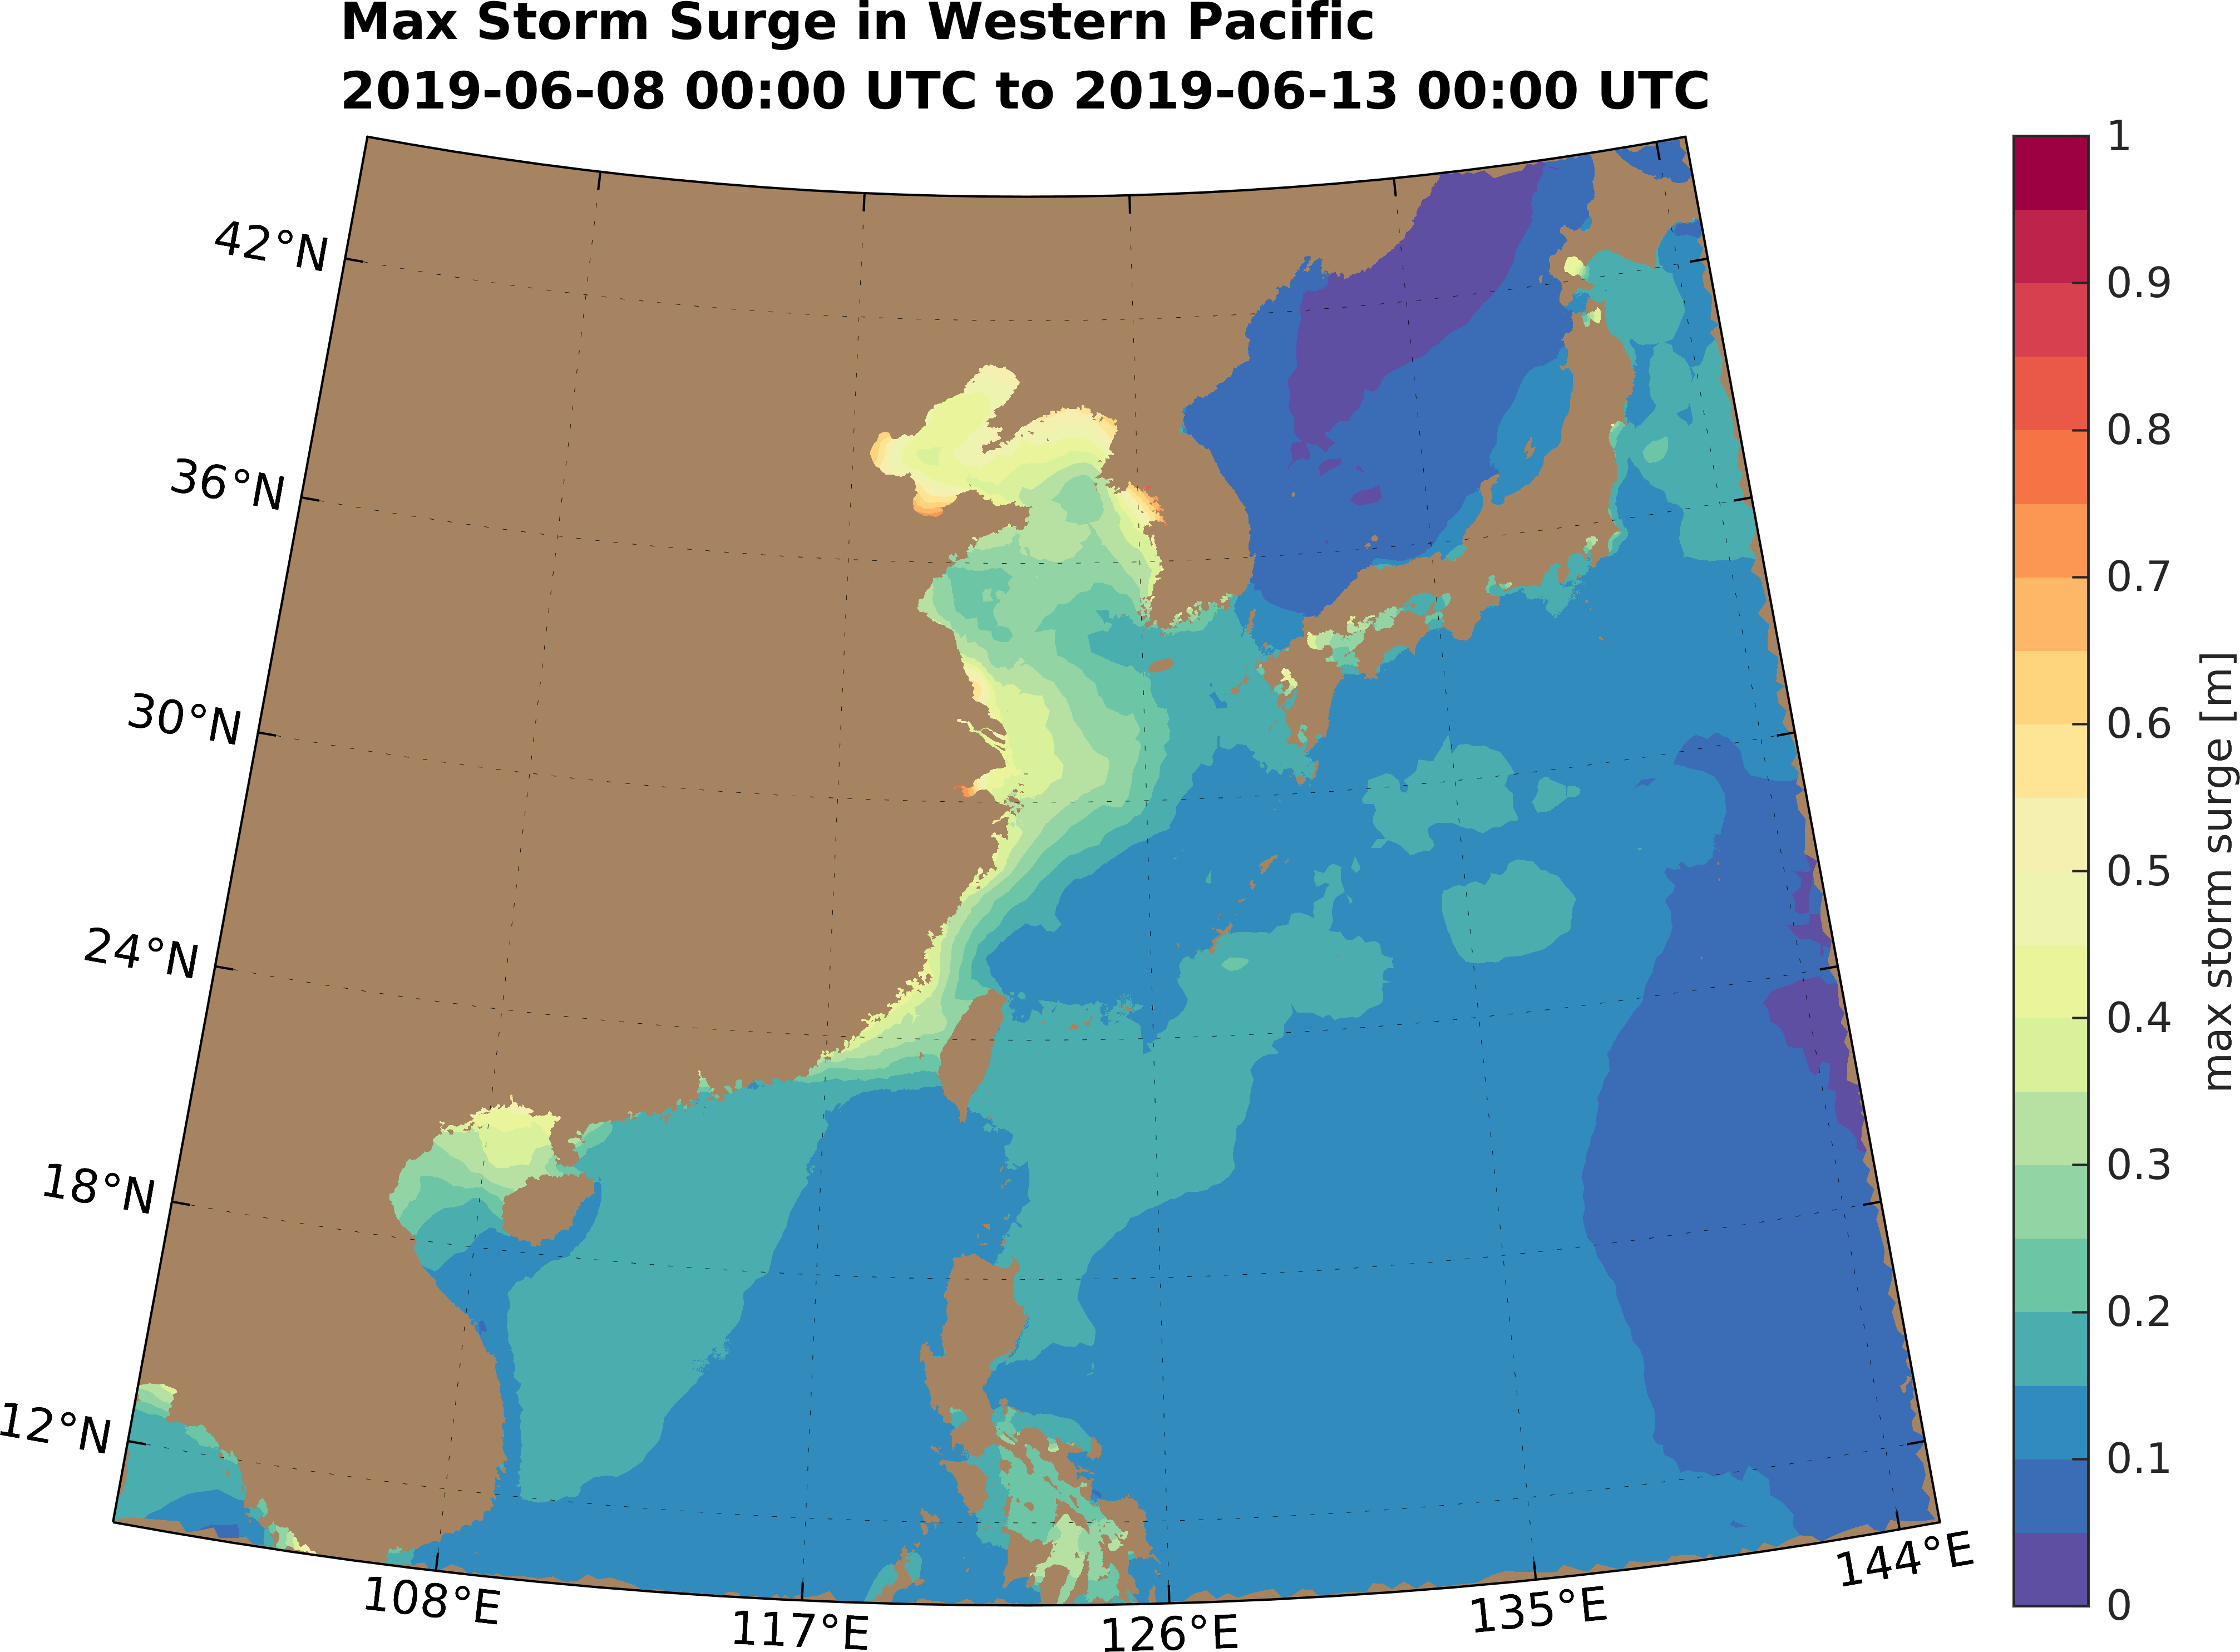 Max Storm Surge in Western Pacific
2019-06-08 00:00 UTC to 2019-06-13 00:00 UTC
42°N
36°N
30°N
24°N
18°N
12°N
108°E
117°E
126°E
135°E
144°E
1
0.9
0.8
0.7
0.6
0.5
0.4
0.3
0.2
0.1
0
max storm surge [m]